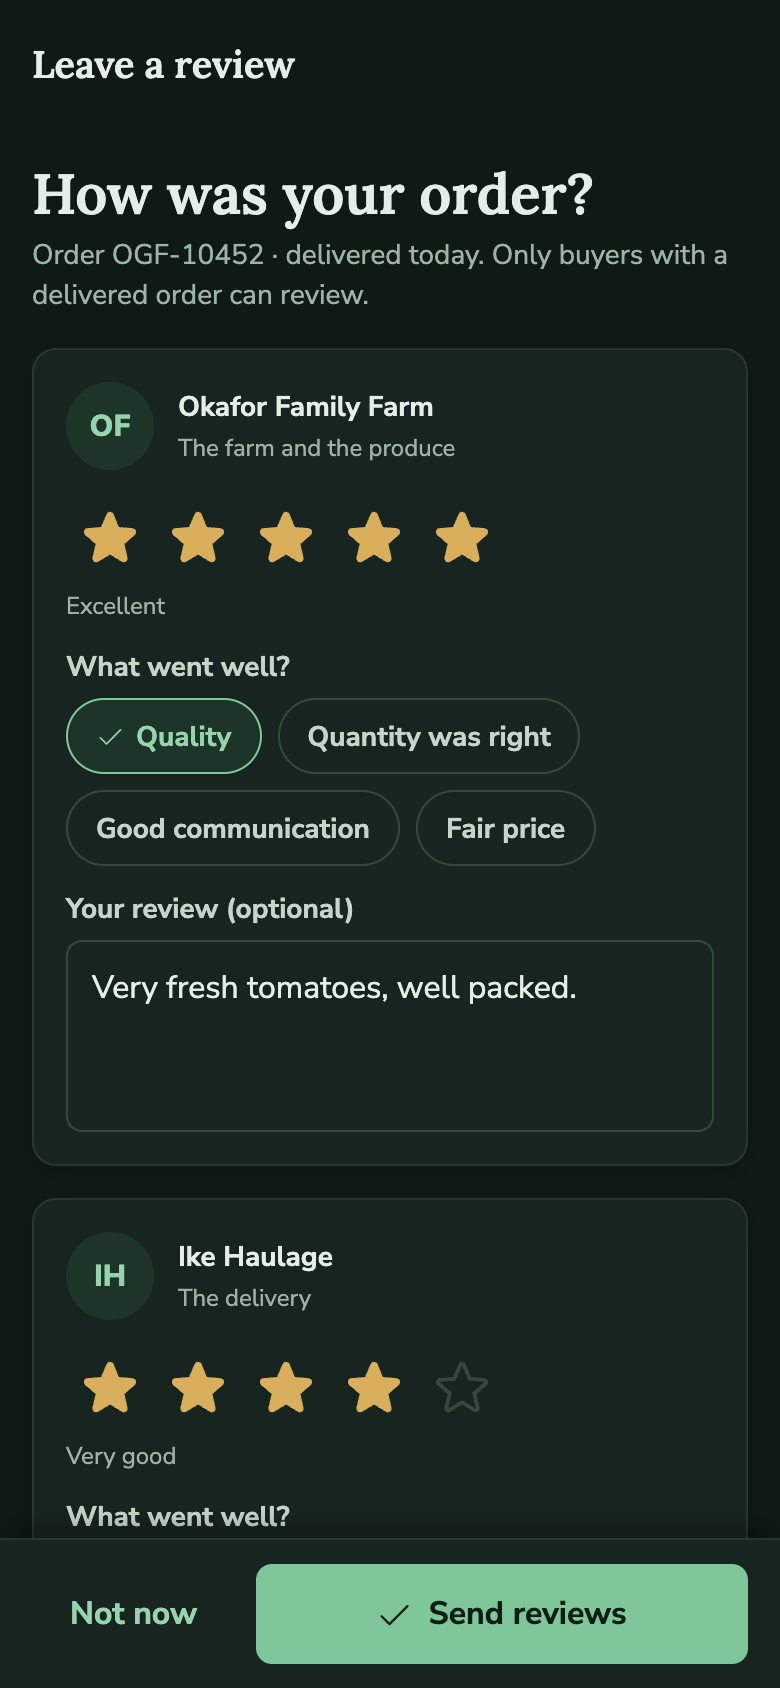 Leave a review
How was your order?
Order OGF-10452 · delivered today. Only buyers with a
delivered order can review.
OF
Okafor Family Farm
The farm and the produce
Excellent
What went well?
Quality
Quantity was right
Good communication
Fair price
Your review (optional)
Very fresh tomatoes, well packed.
IH
Ike Haulage
The delivery
Very good
What went well?
Not now
Send reviews